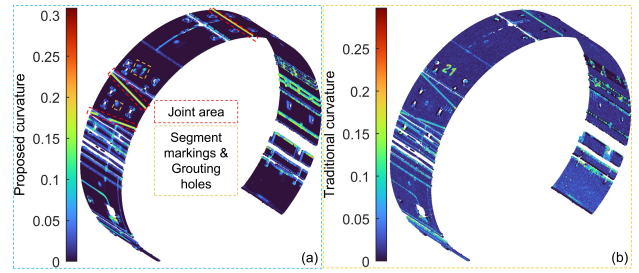 0.3
0.25
0.2
0.15
0.1
0.05
0
Proposed curvature
Joint area
Segment
markings &
Grouting
holes
(a)
0.25
0.2
0.15
0.1
0.05
0
Traditional curvature
21
(b)